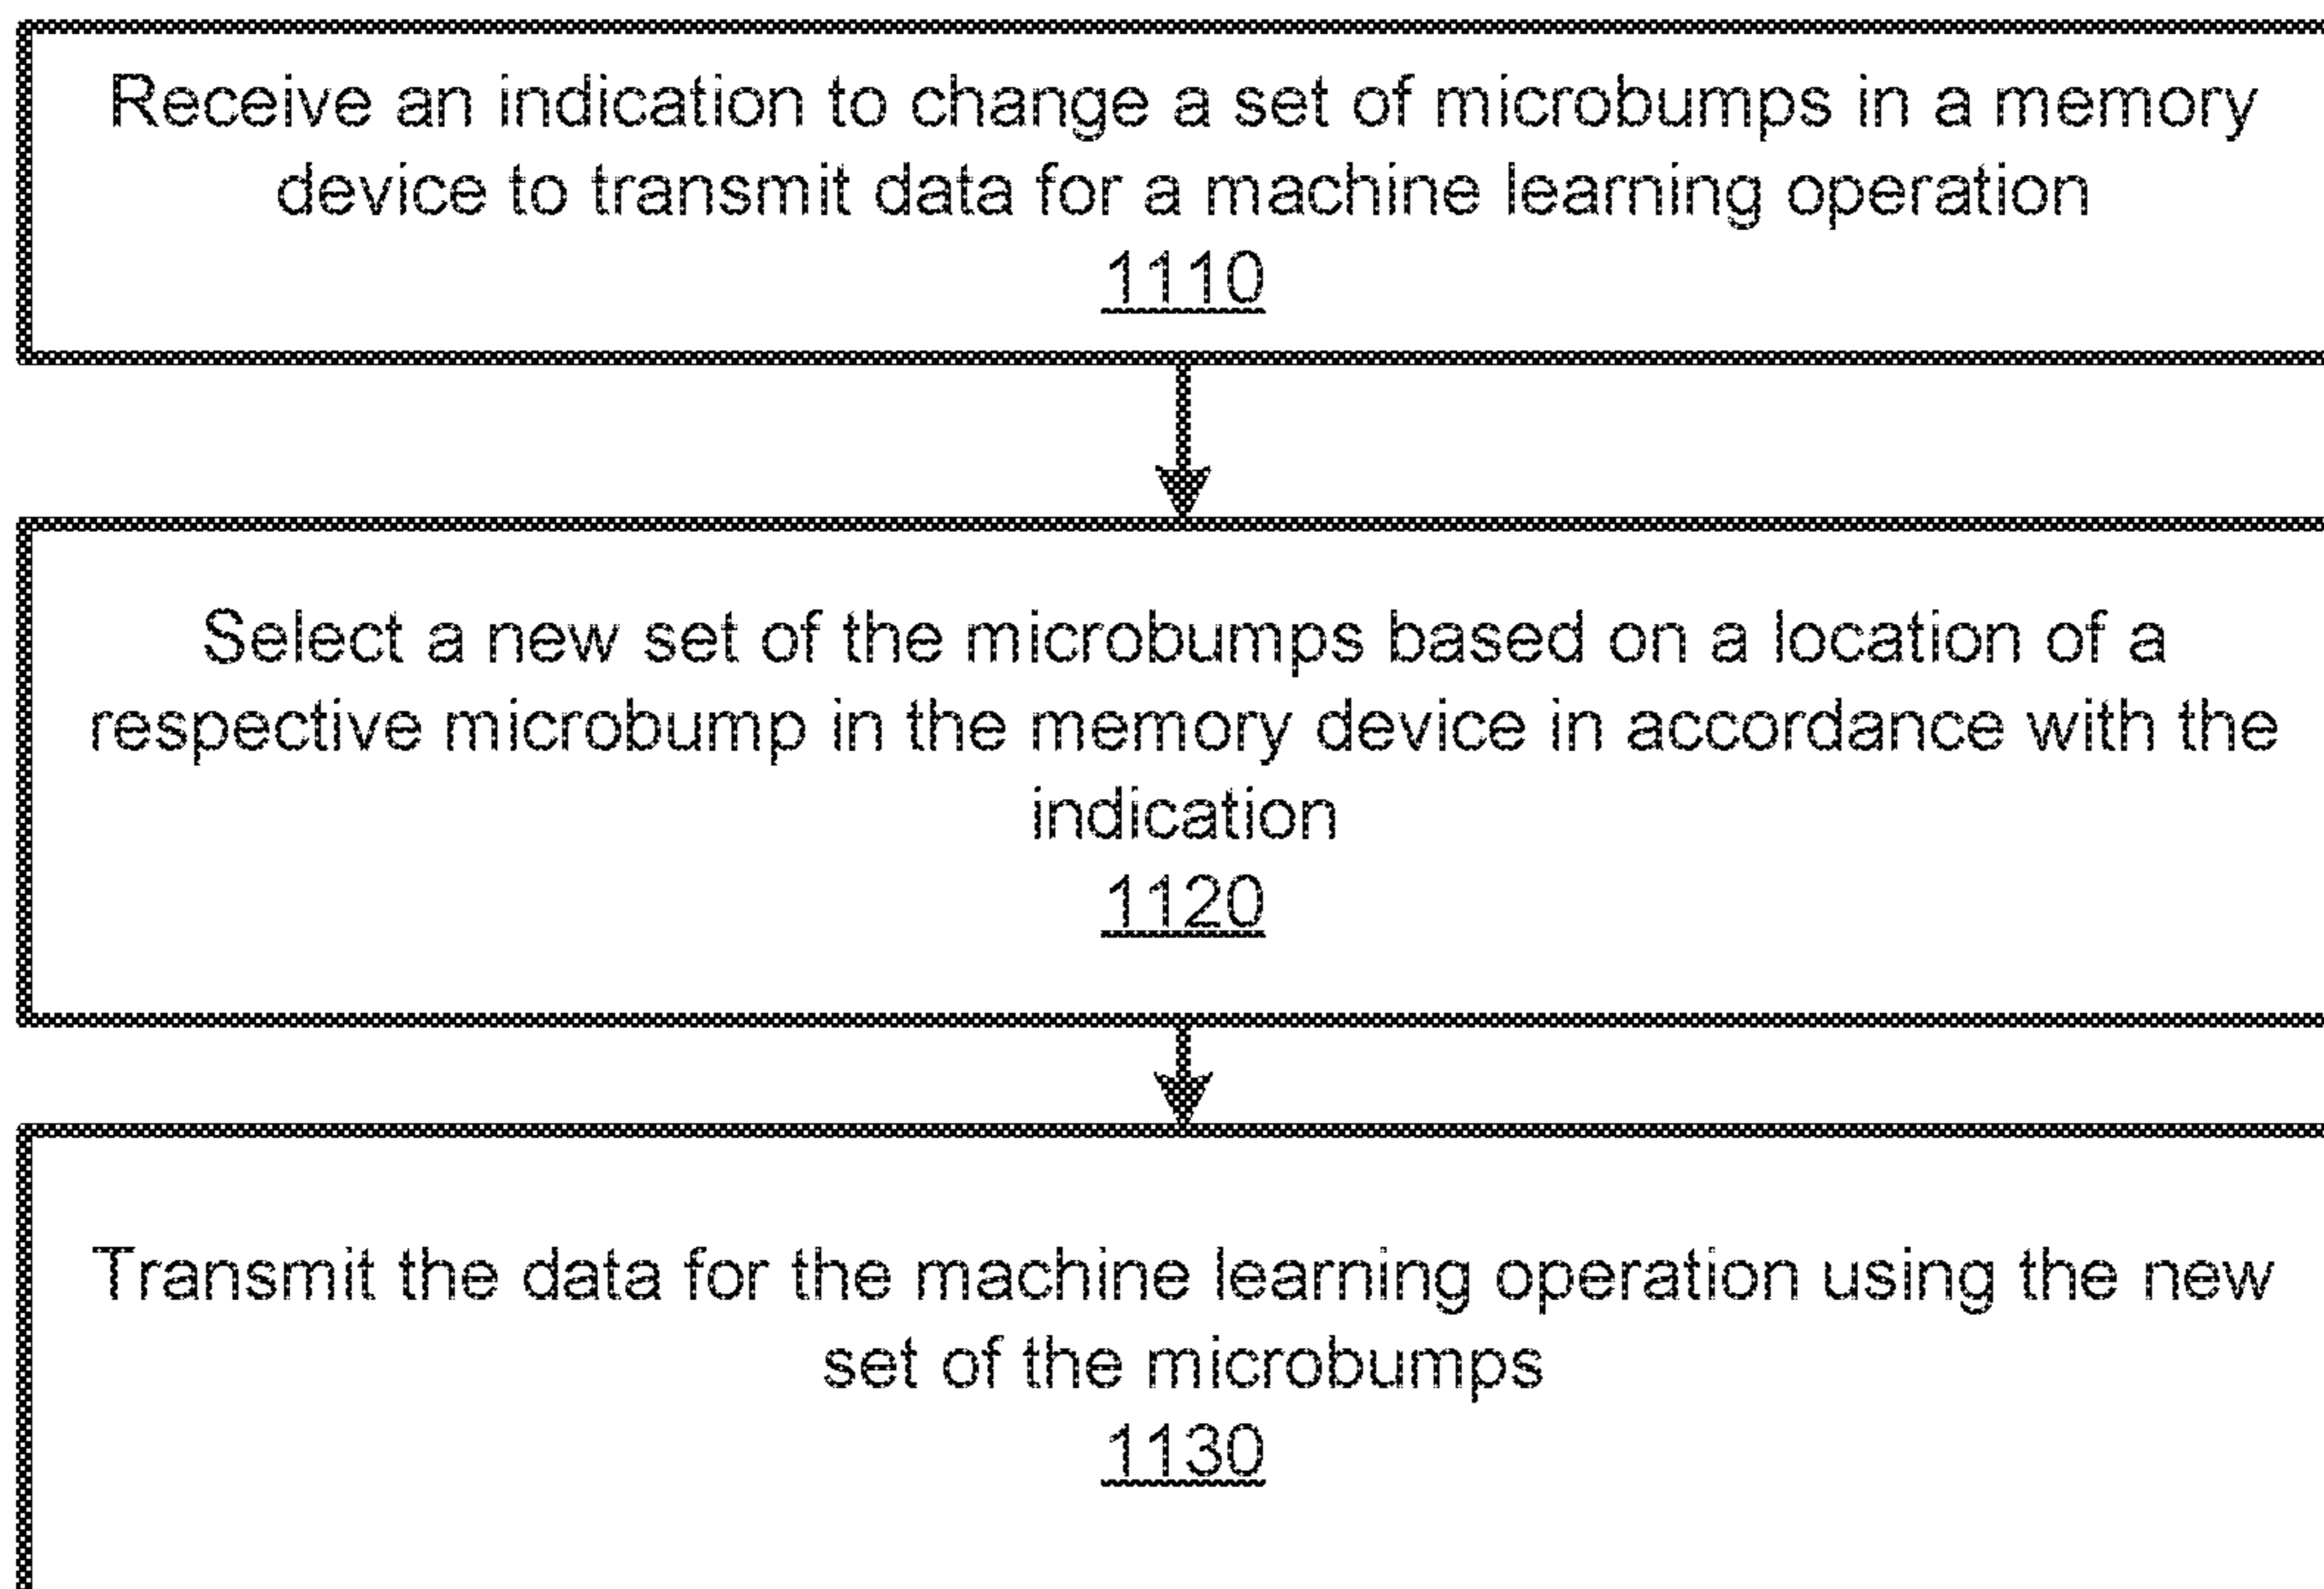 Receive an indication to change a set of microbumps in a memory
device to transmit data for a machine learning operation
1110
Select a new set of the microbumps based on a location of a
respective microbump in the memory device in accordance with the
indication
1120
Transmit the data for the machine learning operation using the new
set of the microbumps
1130